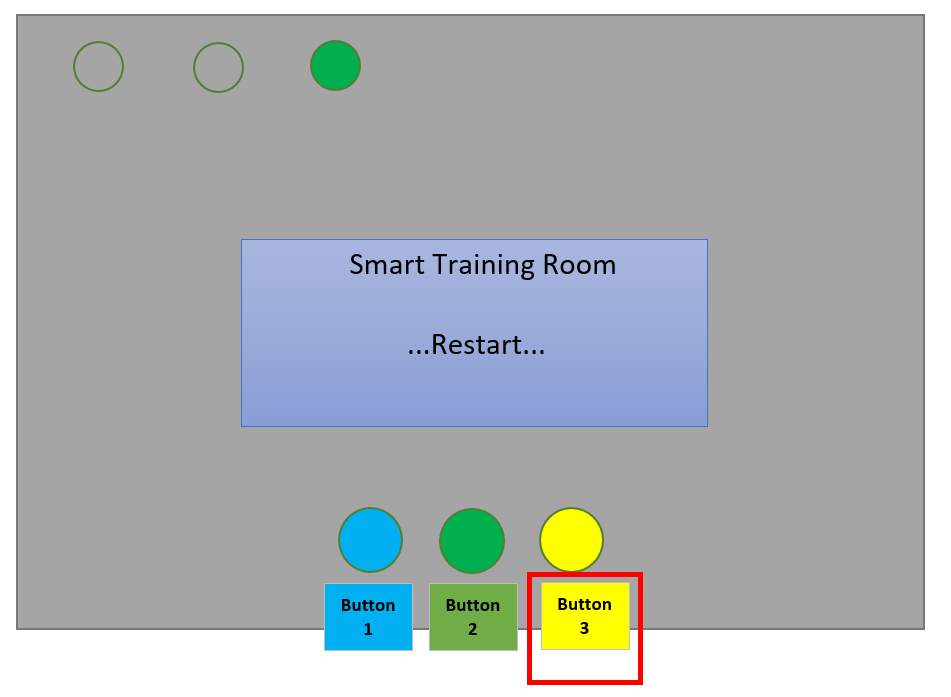 Smart Training Room
...Restart...
Button
1
Button
2
Button
3